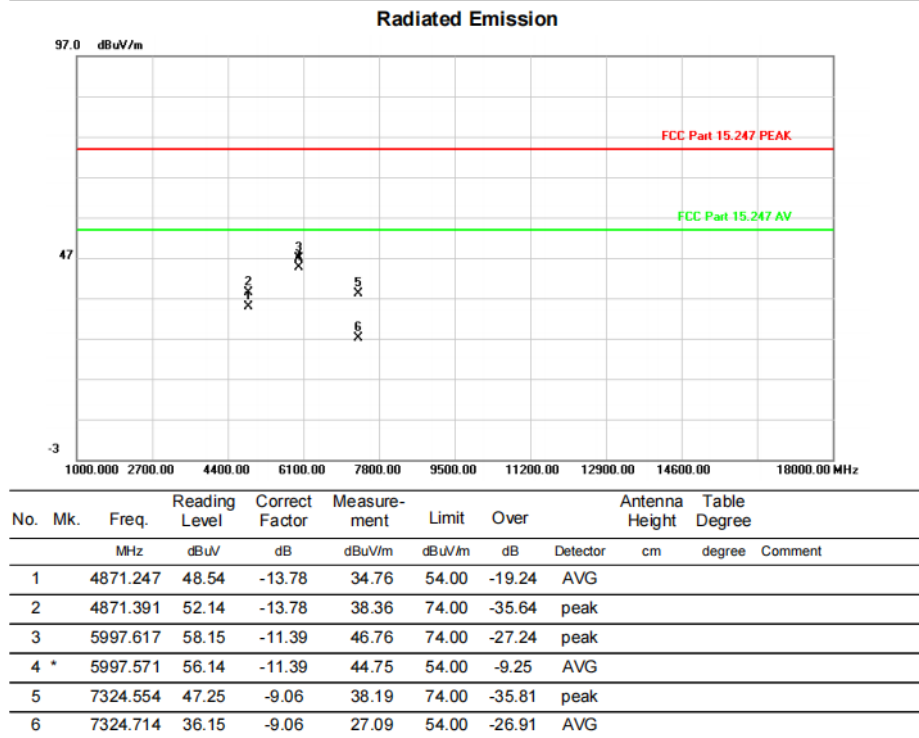 Radiated Emission
97.0 dBuV/m
FCC Part 15.247 PEAK
FCC Part 15.247 AV
47
3
2
5
6
-3
1000.000 2700.00 4400.00 6100.00 7800.00 9500.00 11200.00 12900.00 14600.00 18000.00 MHz
No. Mk. Freq. Reading Level Correct Factor Measure-ment Limit Over Antenna Height Table Degree
MHz dBuV dB dBuV/m dBuV/m dB Detector cm degree Comment
1 4871.247 48.54 -13.78 34.76 54.00 -19.24 AVG
2 4871.391 52.14 -13.78 38.36 74.00 -35.64 peak
3 5997.617 58.15 -11.39 46.76 74.00 -27.24 peak
4 * 5997.571 56.14 -11.39 44.75 54.00 -9.25 AVG
5 7324.554 47.25 -9.06 38.19 74.00 -35.81 peak
6 7324.714 36.15 -9.06 27.09 54.00 -26.91 AVG